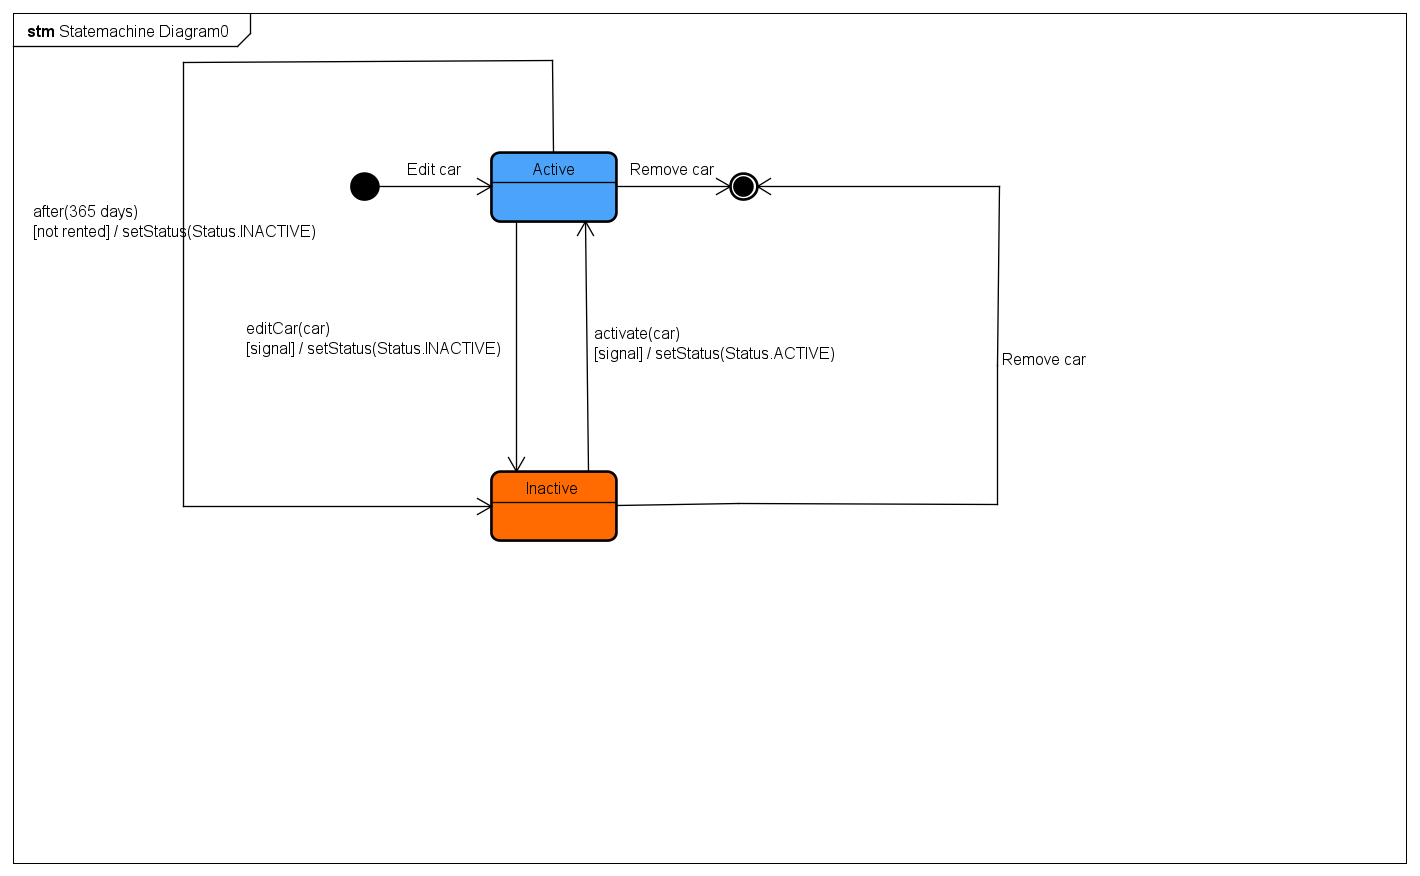 stm Statemachine Diagram0
Edit car
Active
Remove car
after(365 days)
[not rented] / setStatus(Status.INACTIVE)
editCar(car)
[signal] / setStatus(Status.INACTIVE)
activate(car)
[signal] / setStatus(Status.ACTIVE)
Remove car
Inactive